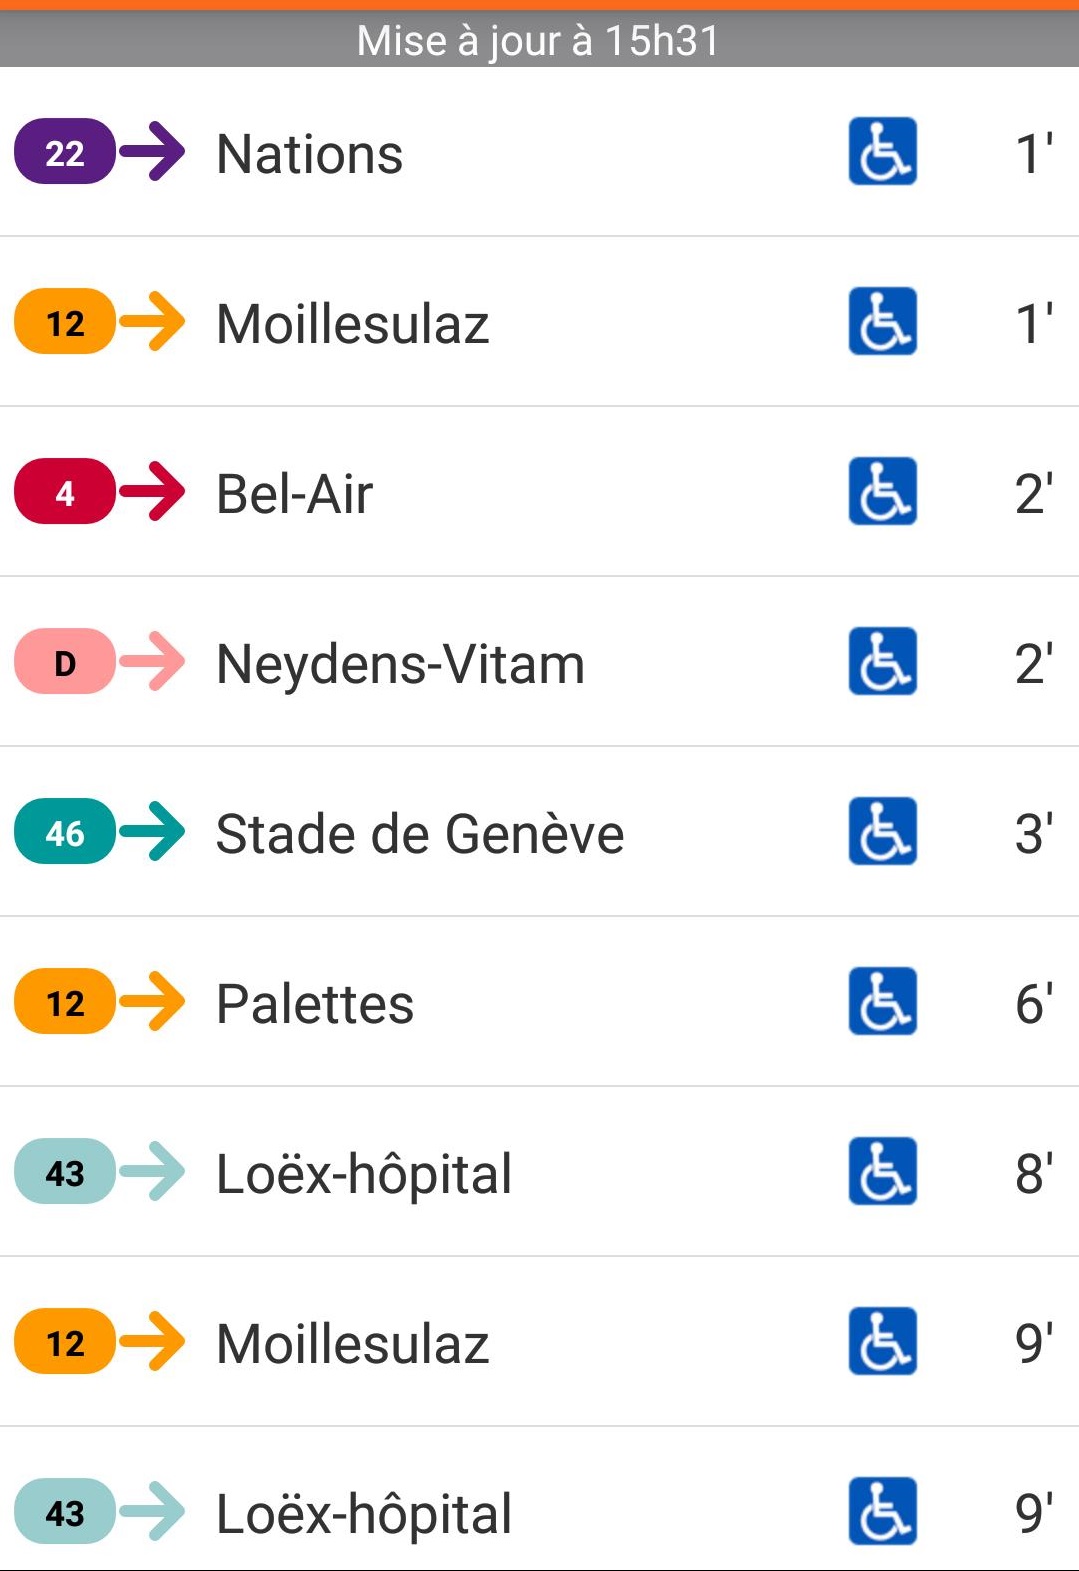 Mise à jour à 15h31
22 Nations 1'
12 Moillesulaz 1'
4 Bel-Air 2'
D Neydens-Vitam 2'
46 Stade de Genève 3'
12 Palettes 6'
43 Loëx-hôpital 8'
12 Moillesulaz 9'
43 Loëx-hôpital 9'